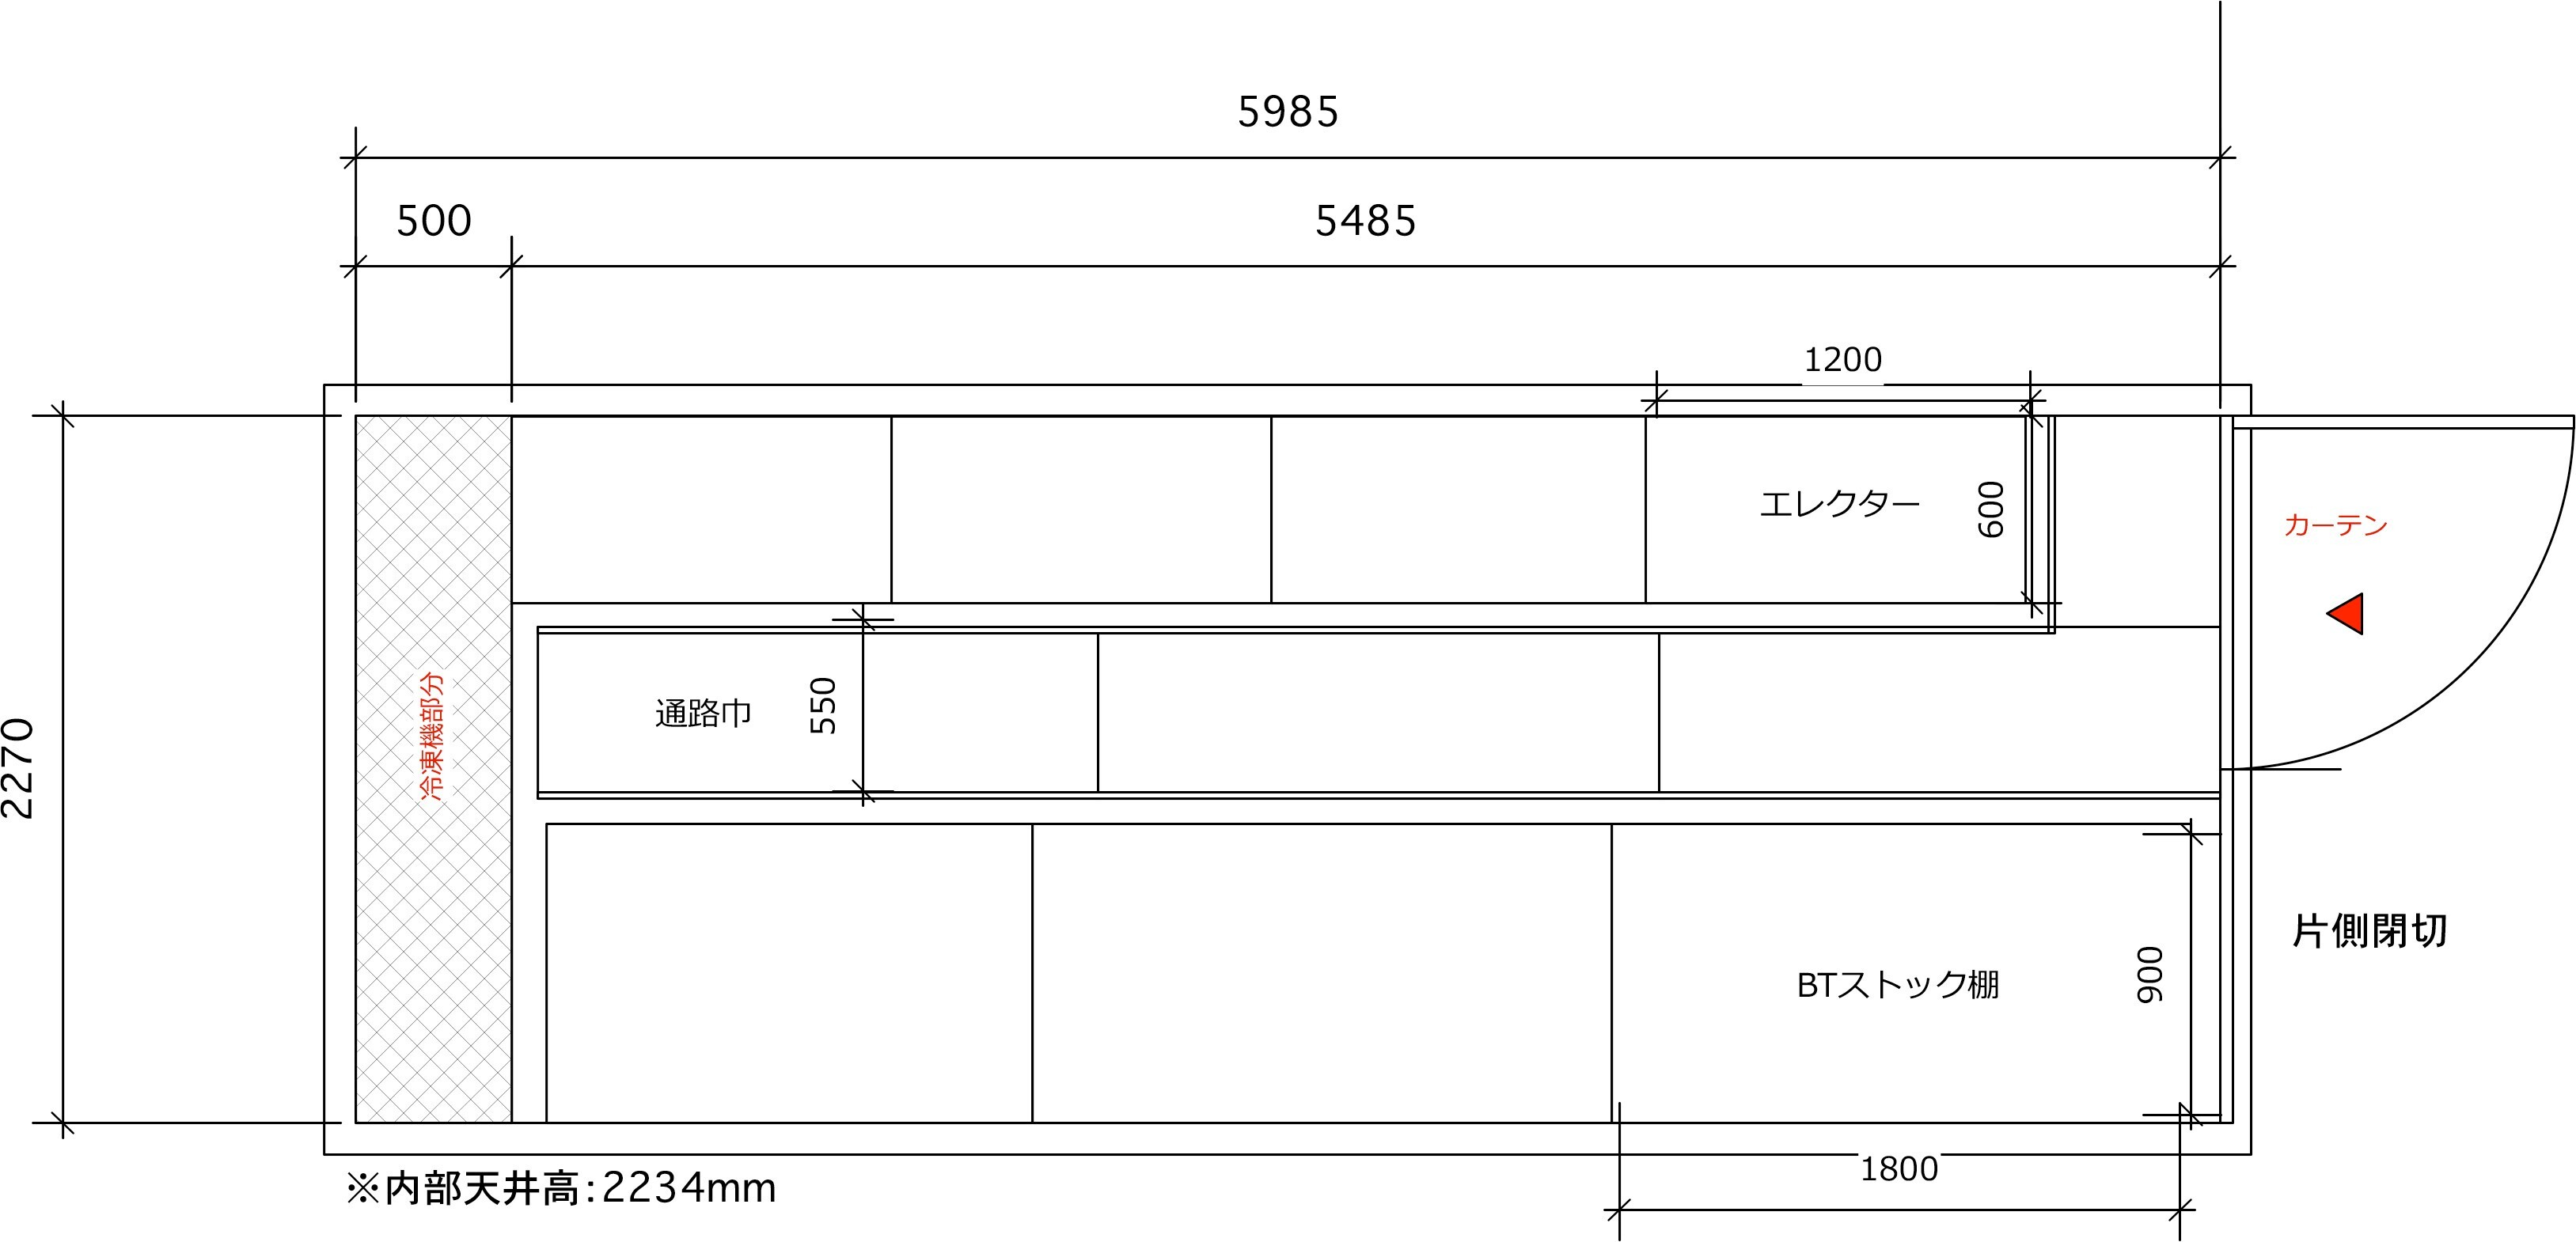 5985
500
5485
1200
エレクター
600
カーテン
通路巾
550
冷凍機部分
2270
片側閉切
BTストック棚
900
1800
※内部天井高:2234mm